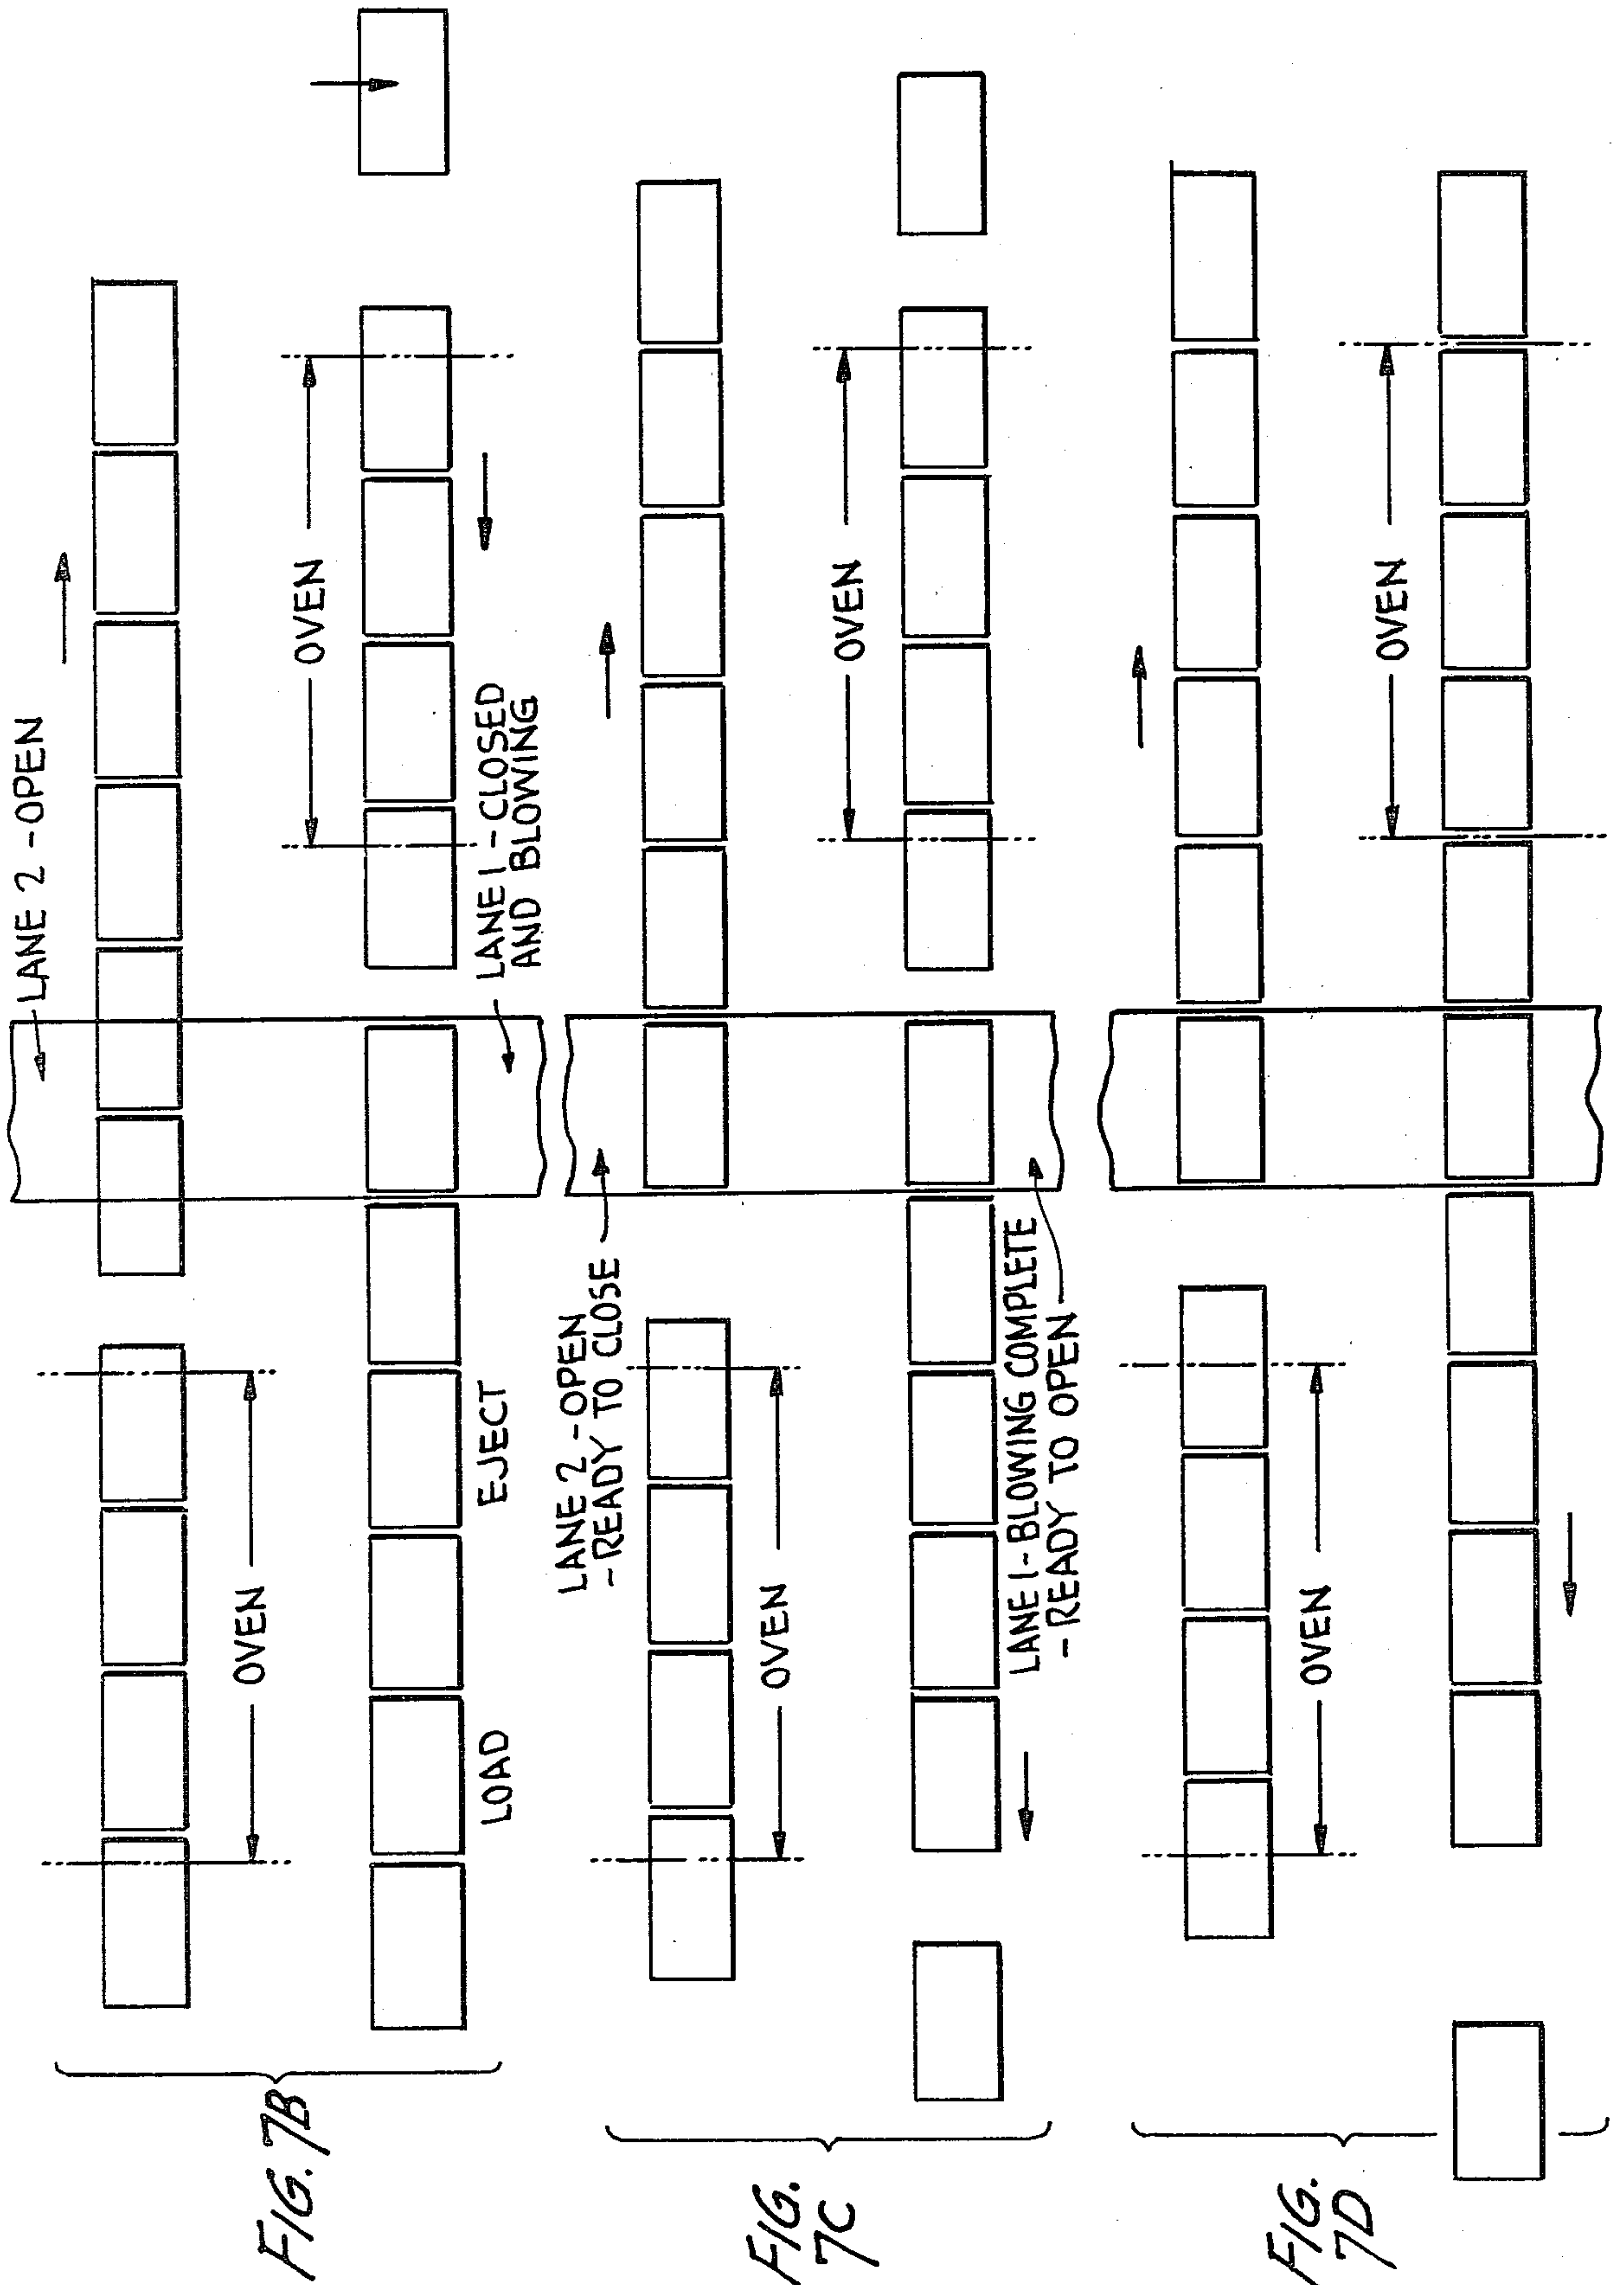 LANE 2 - OPEN
OVEN
LANE 1 - CLOSED
AND BLOWING
OVEN
EJECT
LOAD
FIG. 7B
OVEN
LANE 2 - OPEN
- READY TO CLOSE
OVEN
LANE 1 - BLOWING COMPLETE
- READY TO OPEN
FIG.
7C
OVEN
OVEN
FIG.
7D